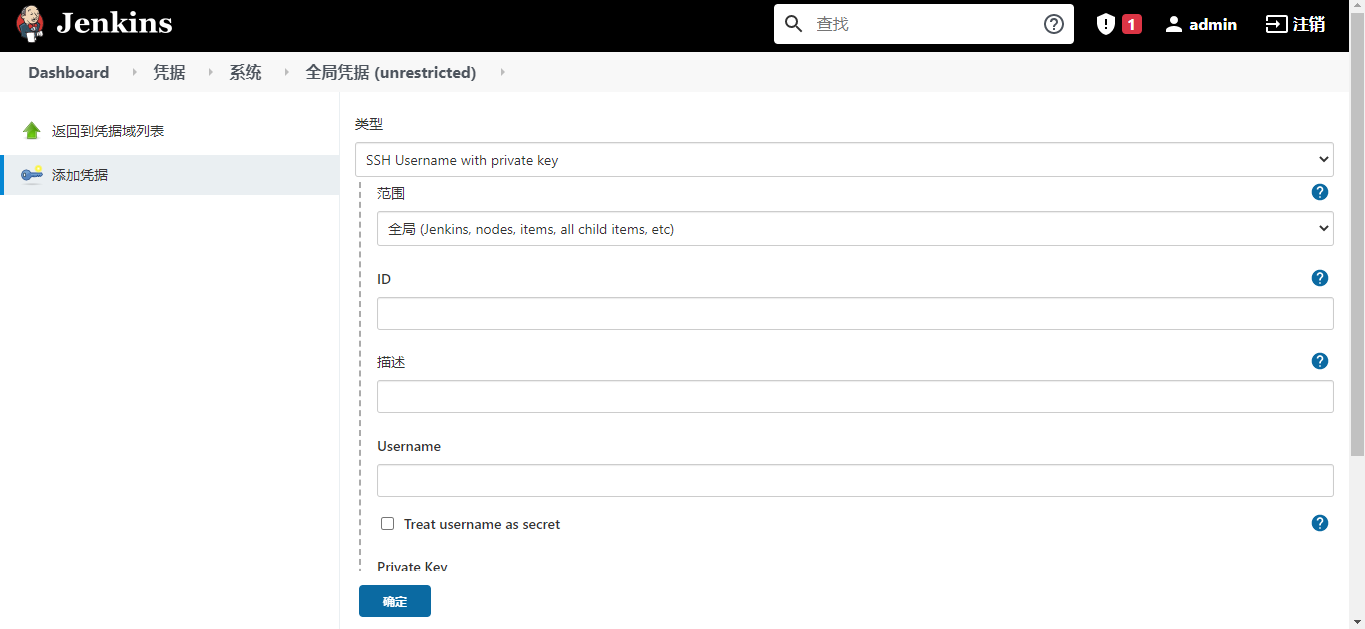 Jenkins
查找
1
admin
注销
Dashboard 凭据 系统 全局凭据 (unrestricted)
返回到凭据域列表
添加凭据
类型
SSH Username with private key
范围
全局 (Jenkins, nodes, items, all child items, etc)
ID
描述
Username
Treat username as secret
Private Key
确定